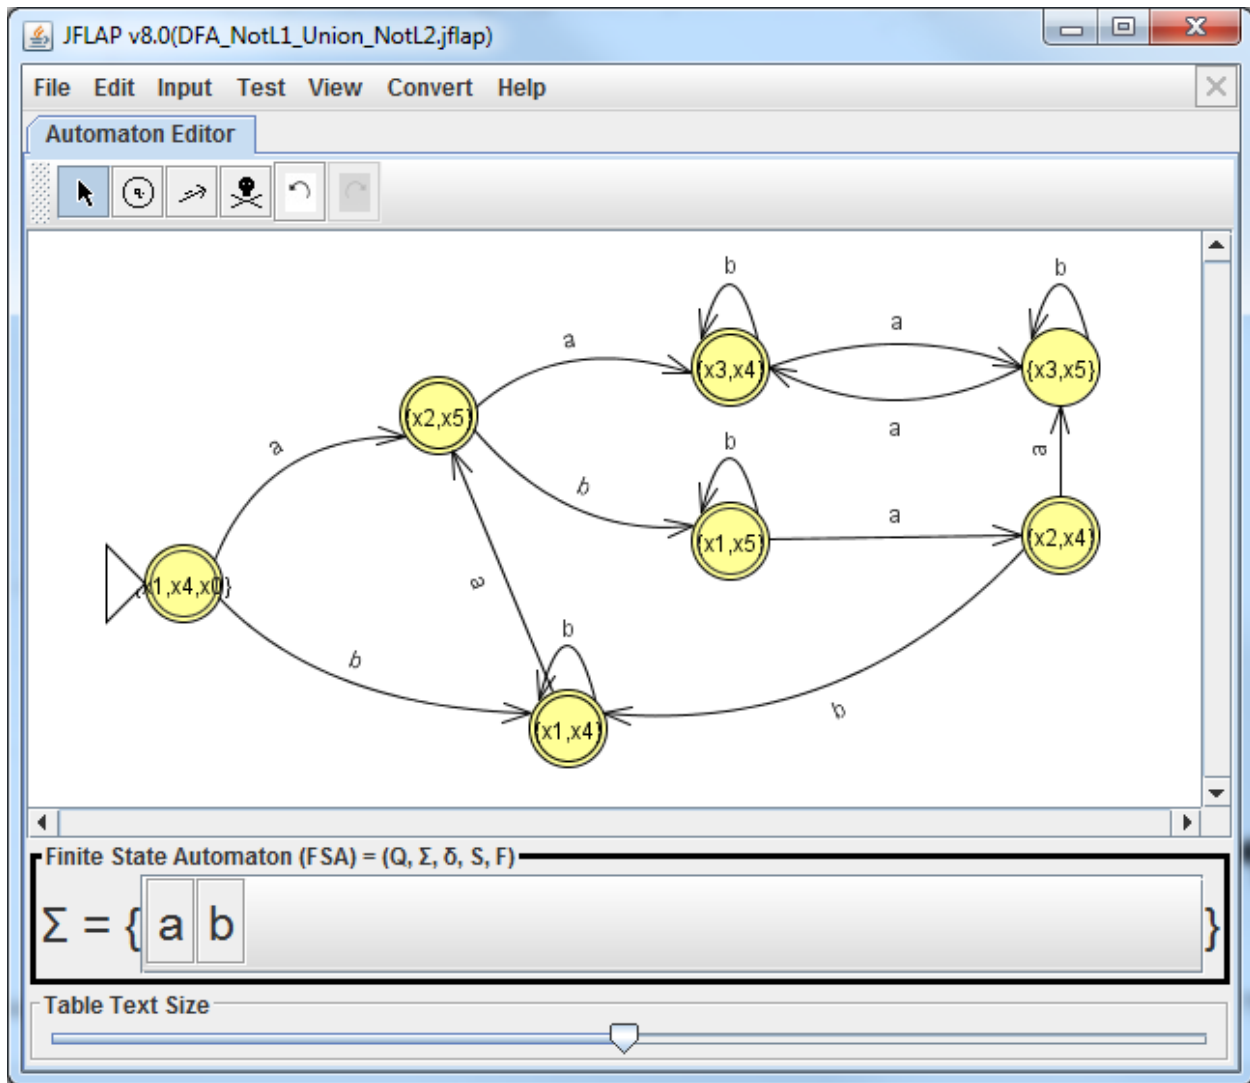 JFLAP v8.0(DFA_NotL1_Union_NotL2.jflap)
File Edit Input Test View Convert Help
Automaton Editor
q
b
b
a
a
{x3,x4}
{x3,x5}
{x2,x5}
a
b
a
a
b
a
{x1,x5}
{x2,x4}
{x1,x4,x0}
a
b
b
b
{x1,x4}
Finite State Automaton (FSA) = (Q, Σ, δ, S, F)
Σ = { a b }
Table Text Size